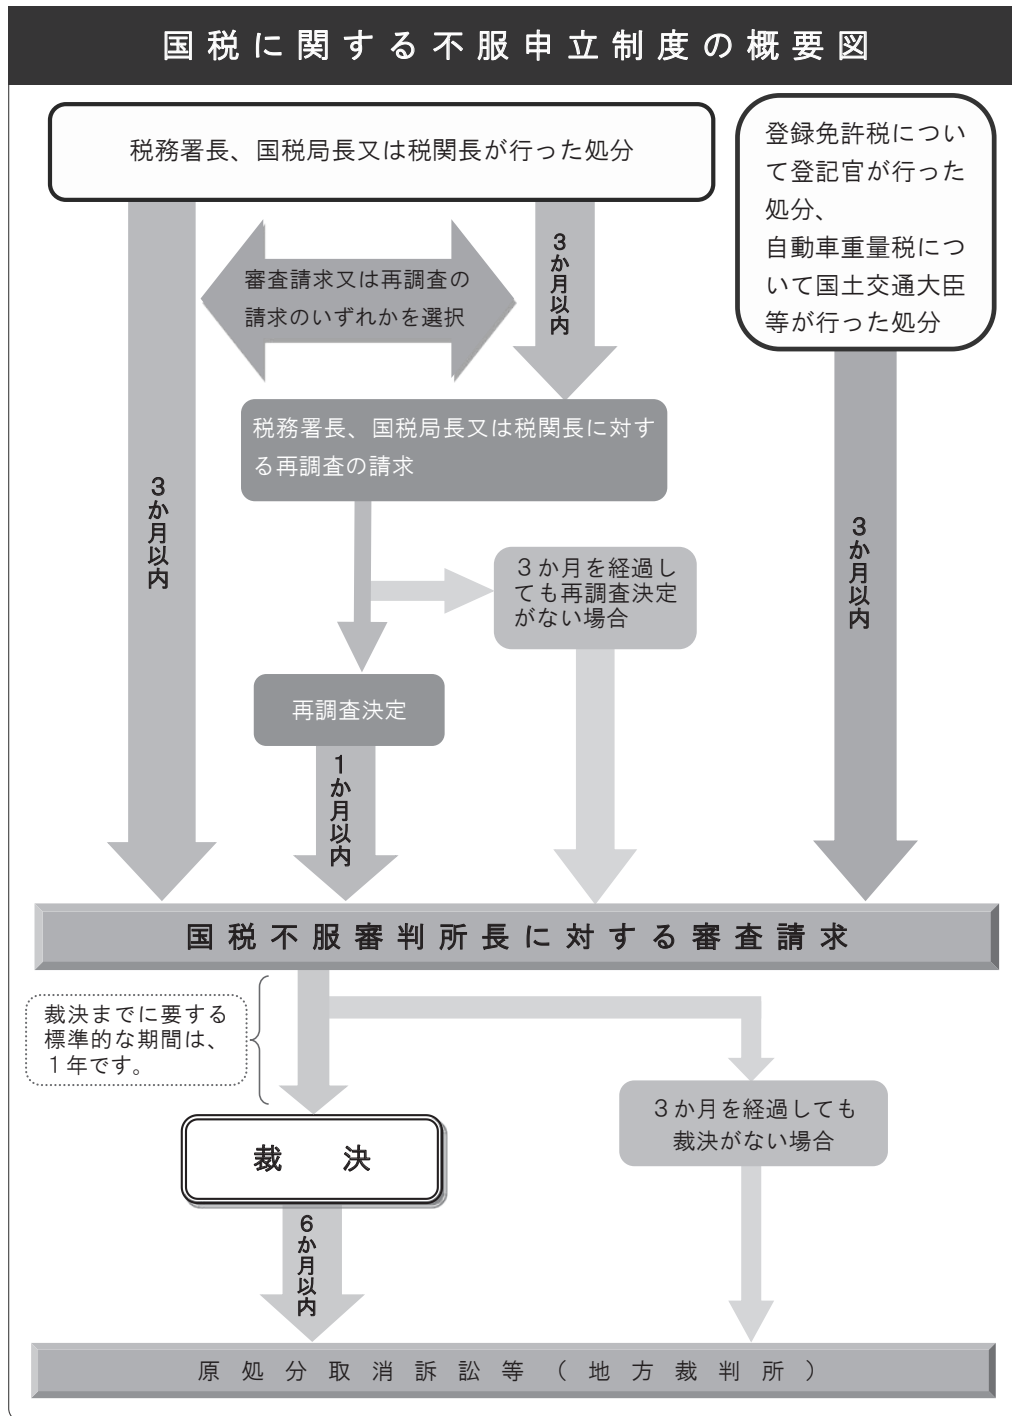 国税に関する不服申立制度の概要図
税務署長、国税局長又は税関長が行った処分
登録免許税につい
て登記官が行った
処分、
自動車重量税につ
いて国土交通大臣
等が行った処分
審査請求又は再調査の
請求のいずれかを選択
3か月以内
税務署長、国税局長又は税関長に対す
る再調査の請求
3か月以内
3か月以内
3か月を経過し
ても再調査決定
がない場合
再調査決定
1か月以内
国税不服審判所長に対する審査請求
裁決までに要する
標準的な期間は、
1年です。
3か月を経過しても
裁決がない場合
裁　決
6か月以内
原処分取消訴訟等（地方裁判所）